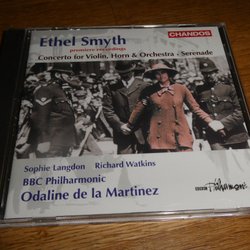 CHANDOS
Ethel Smyth
premiere recordings
Concerto for Violin, Horn & Orchestra - Serenade
Sophie Langdon Richard Watkins
BBC Philharmonic
Odaline de la Martinez
BBC Philharmonic